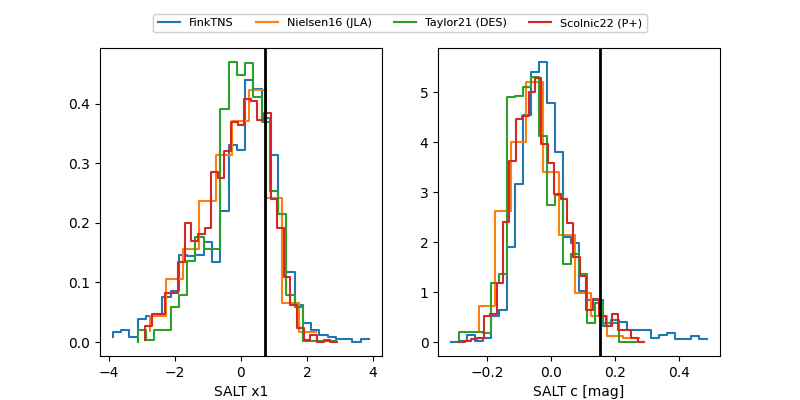 FinkTNS Nielsen16 (JLA) Taylor21 (DES) Scolnic22 (P+)
0.4
0.3
0.2
0.1
0.0
−4 −2 0 2 4
SALT x1
5
4
3
2
1
0
−0.2 0.0 0.2 0.4
SALT c [mag]